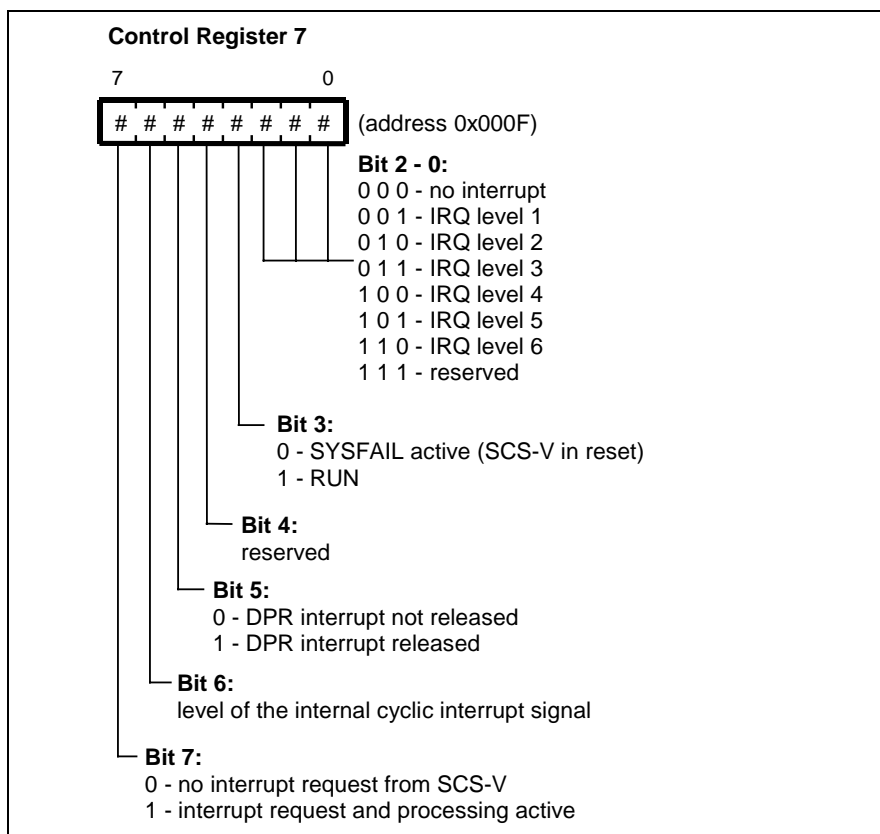 Control Register 7
7 0
# # # # # # # # (address 0x000F)
Bit 2 - 0:
0 0 0 - no interrupt
0 0 1 - IRQ level 1
0 1 0 - IRQ level 2
0 1 1 - IRQ level 3
1 0 0 - IRQ level 4
1 0 1 - IRQ level 5
1 1 0 - IRQ level 6
1 1 1 - reserved
Bit 3:
0 - SYSFAIL active (SCS-V in reset)
1 - RUN
Bit 4:
reserved
Bit 5:
0 - DPR interrupt not released
1 - DPR interrupt released
Bit 6:
level of the internal cyclic interrupt signal
Bit 7:
0 - no interrupt request from SCS-V
1 - interrupt request and processing active